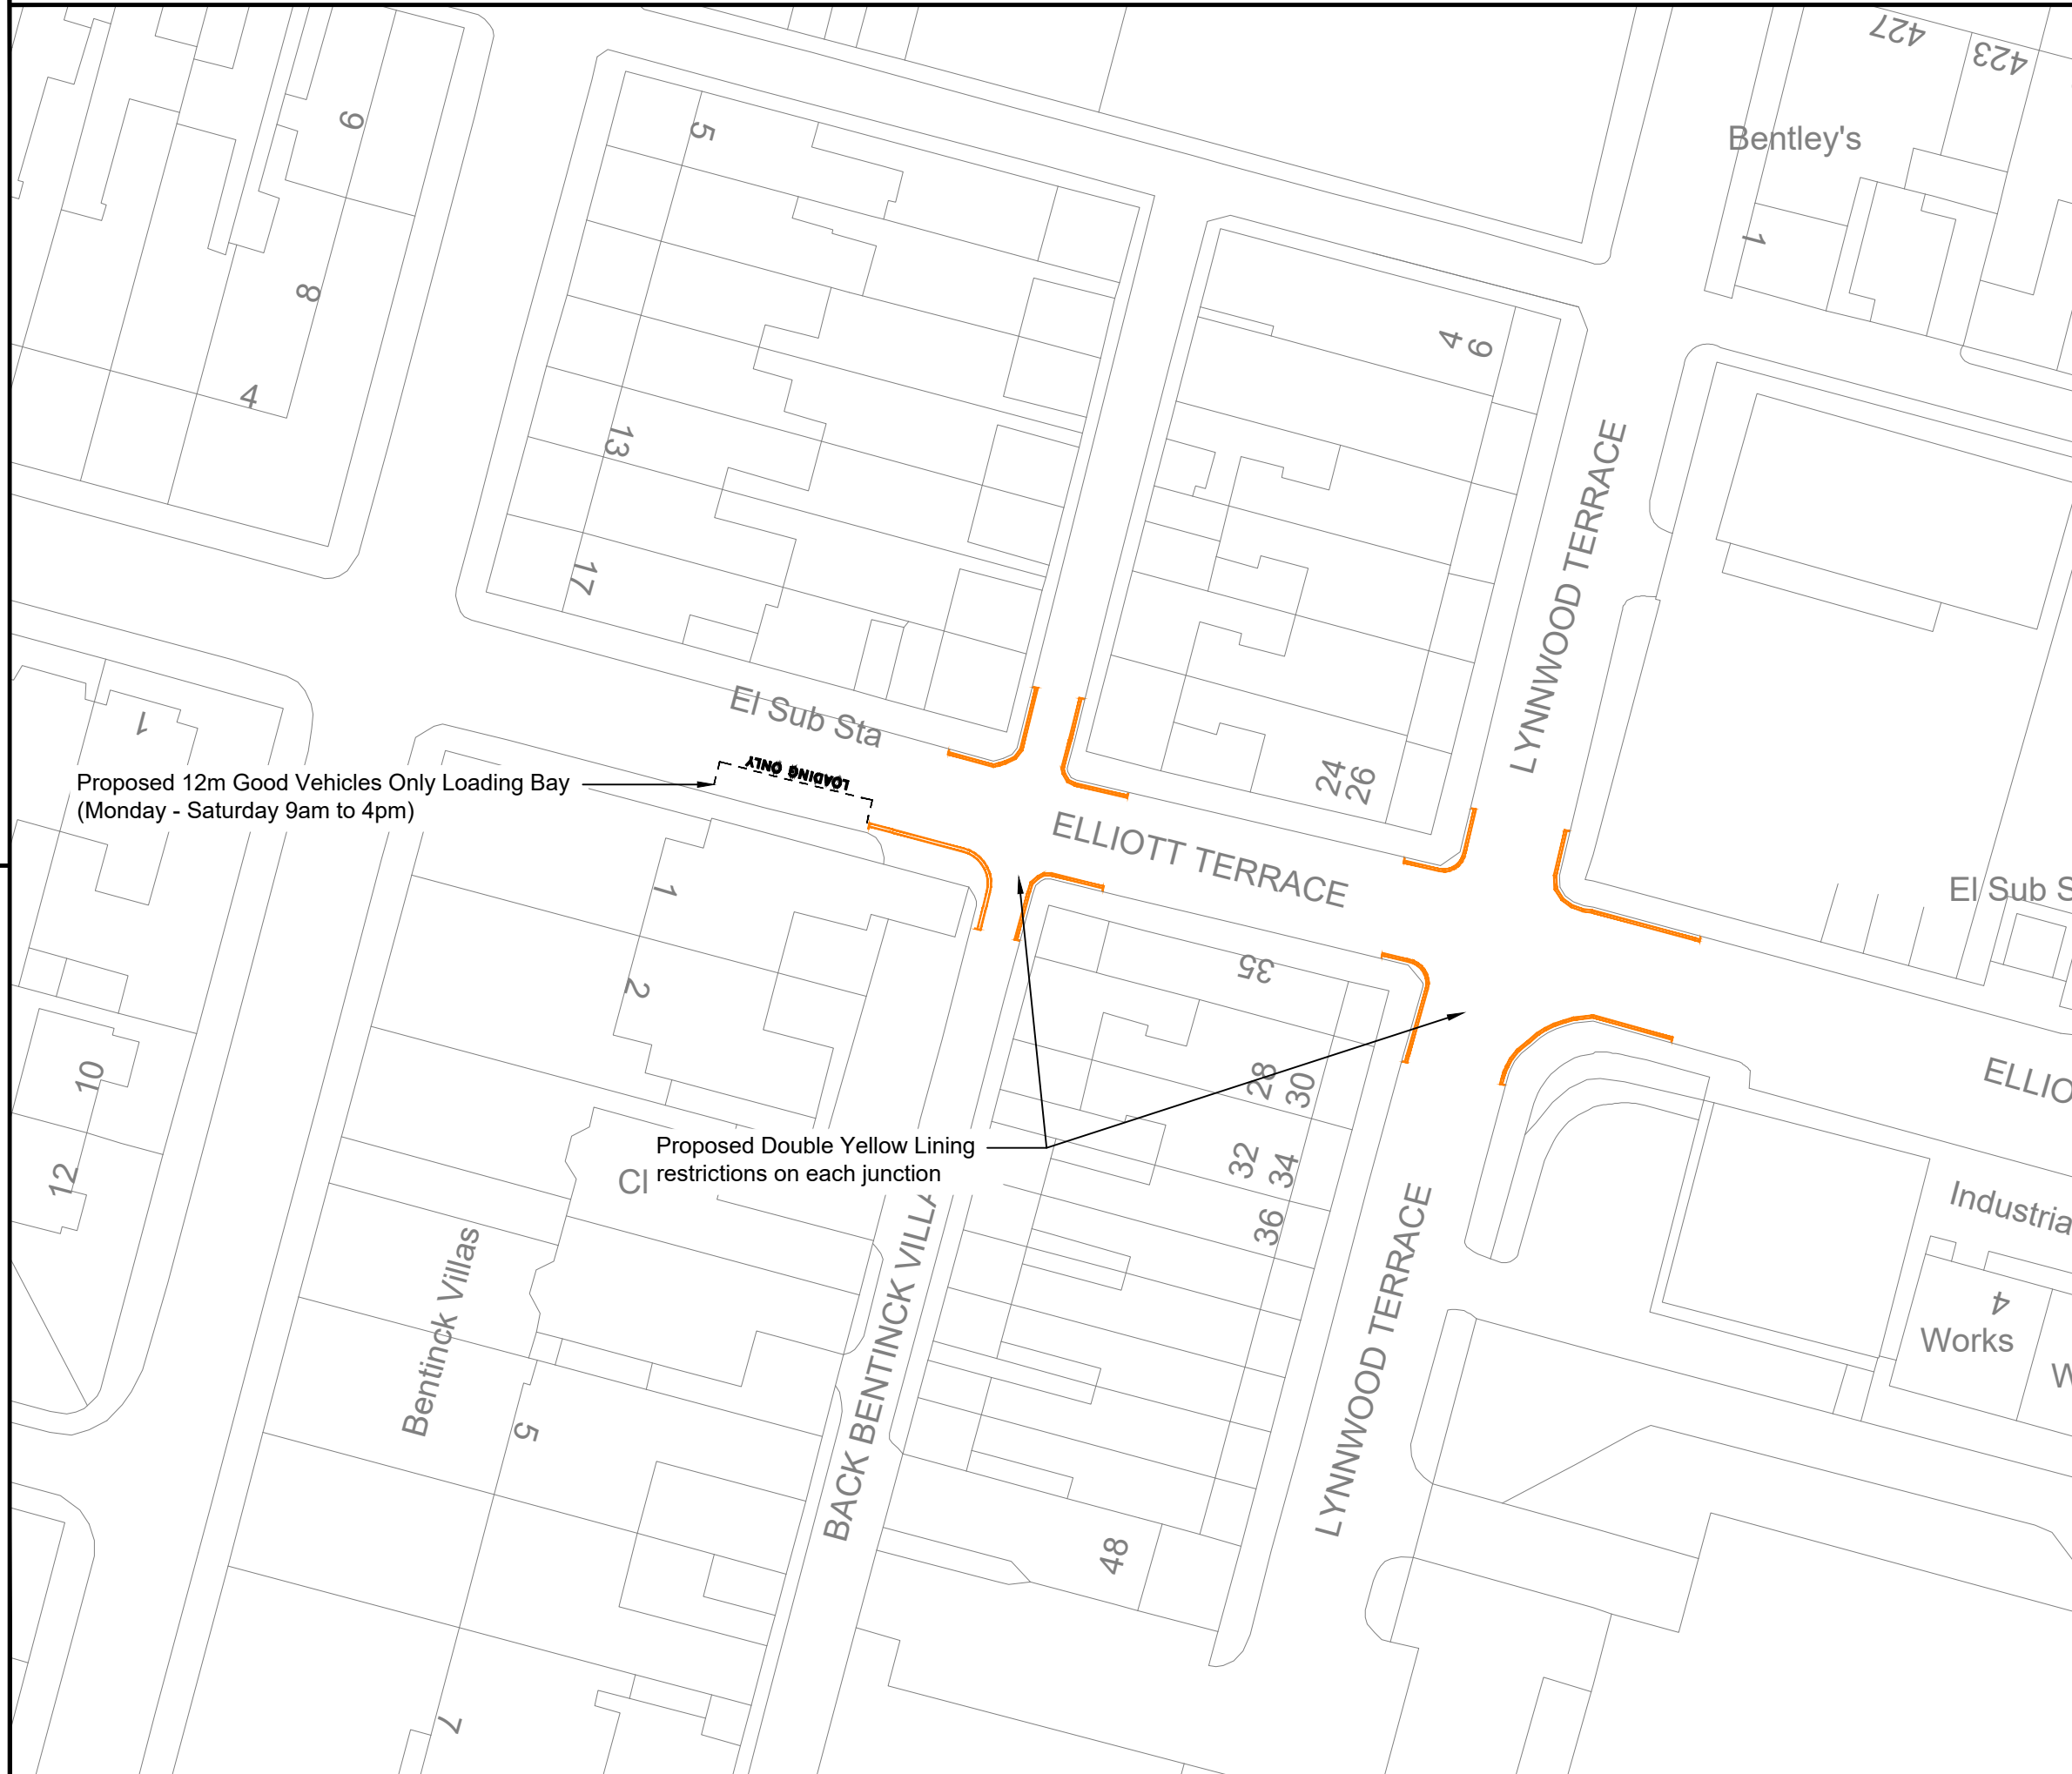 427
423
Bentley's
9
5
1
8
4
9
4
13
LYNNWOOD TERRACE
17
El Sub Sta
1
LOADING ONLY
Proposed 12m Good Vehicles Only Loading Bay
(Monday - Saturday 9am to 4pm)
24
26
ELLIOTT TERRACE
1
El Sub S
35
2
10
28
30
ELLIO
Proposed Double Yellow Lining
restrictions on each junction
32
34
12
Cl
36
Industria
Bentinck Villas
BACK BENTINCK VILLA
LYNNWOOD TERRACE
4
Works
W
5
48
7